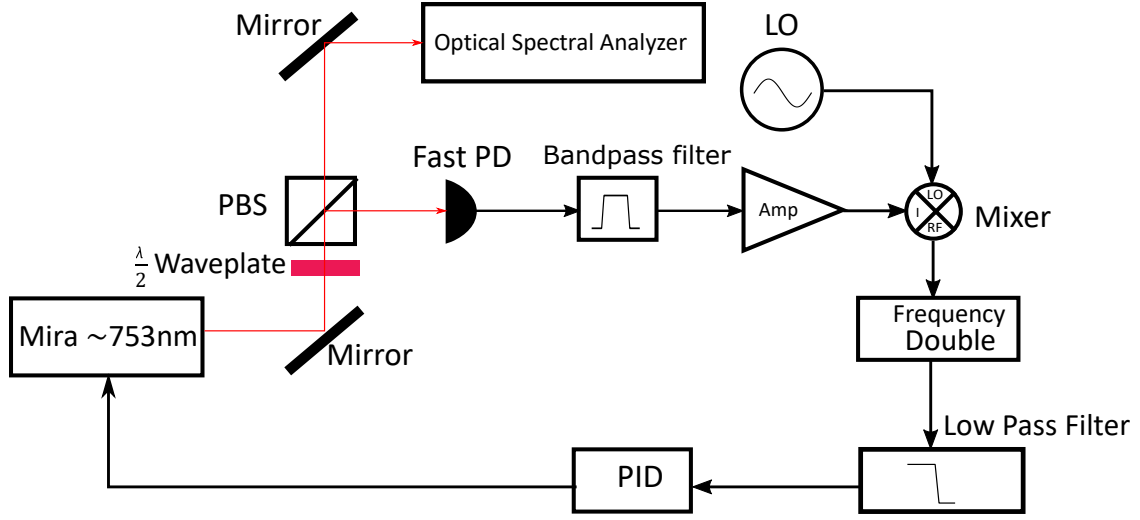 Mirror
Optical Spectral Analyzer
LO
Fast PD
Bandpass filter
PBS
Amp
LO
I
RF
Mixer
λ/2 Waveplate
Mira ~753nm
Mirror
Frequency
Double
Low Pass Filter
PID